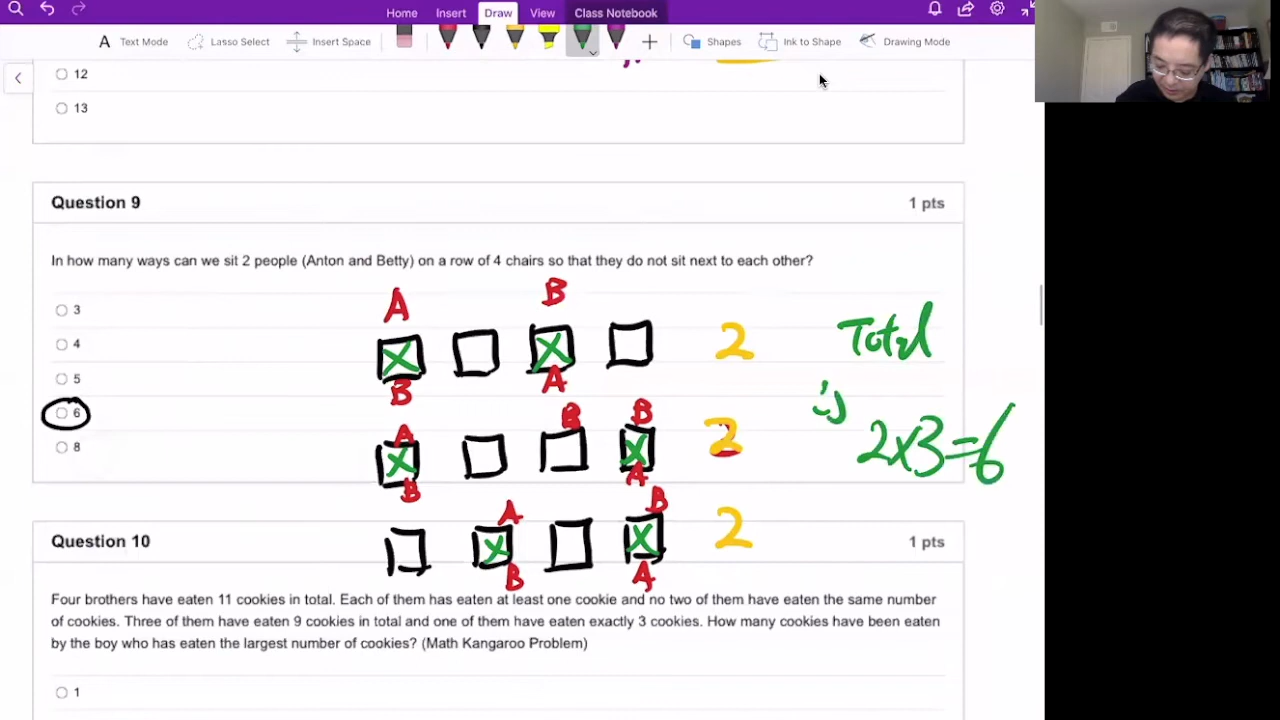 Home Insert Draw View Class Notebook
A Text Mode Lasso Select Insert Space Shapes Ink to Shape Drawing Mode
12
13
Question 9 1 pts
In how many ways can we sit 2 people (Anton and Betty) on a row of 4 chairs so that they do not sit next to each other?
3
A B
X X 2 Total
4
B A
5
is
6
A B B
X X 2 2x3=6
B A
8
A B
Question 10 1 pts
X X 2
B A
Four brothers have eaten 11 cookies in total. Each of them has eaten at least one cookie and no two of them have eaten the same number
of cookies. Three of them have eaten 9 cookies in total and one of them have eaten exactly 3 cookies. How many cookies have been eaten
by the boy who has eaten the largest number of cookies? (Math Kangaroo Problem)
1